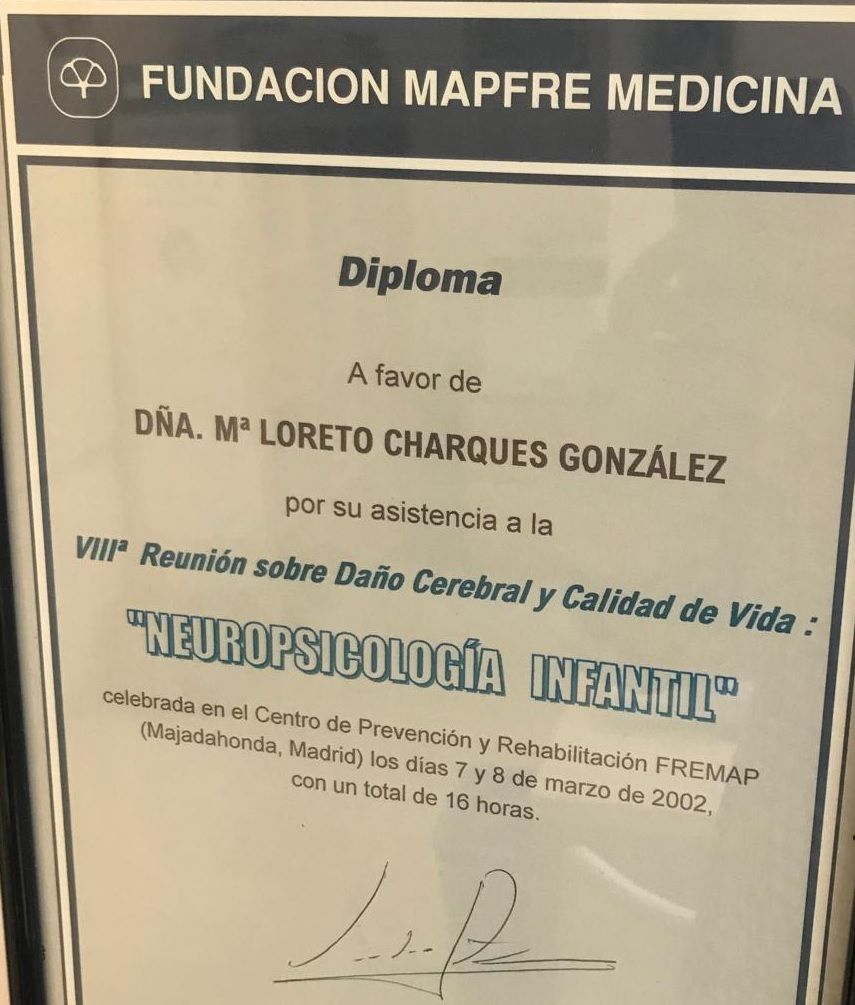 FUNDACION MAPFRE MEDICINA
Diploma
A favor de
DÑA. Mª LORETO CHARQUES GONZÁLEZ
por su asistencia a la
VIIIª Reunión sobre Daño Cerebral y Calidad de Vida :
"NEUROPSICOLOGÍA INFANTIL"
celebrada en el Centro de Prevención y Rehabilitación FREMAP
(Majadahonda, Madrid) los días 7 y 8 de marzo de 2002,
con un total de 16 horas.